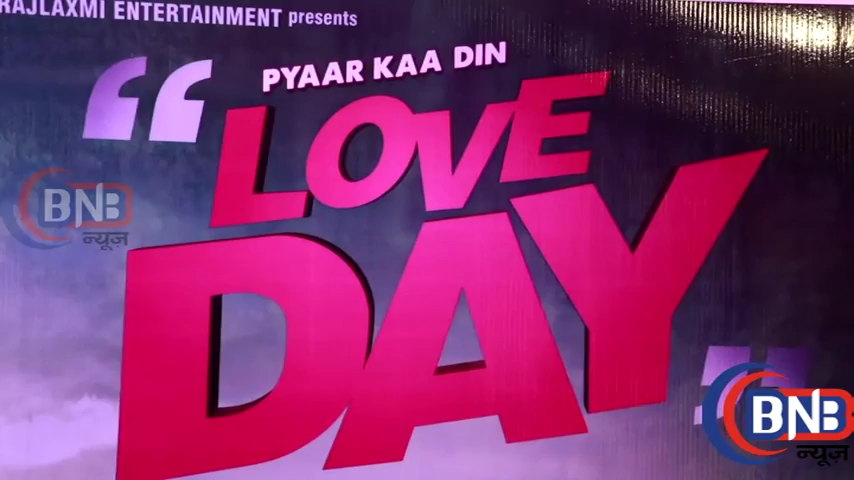 RAJLAXMI ENTERTAINMENT presents
PYAAR KAA DIN
“LOVE
DAY”
BNB
न्यूज़
BNB
न्यूज़